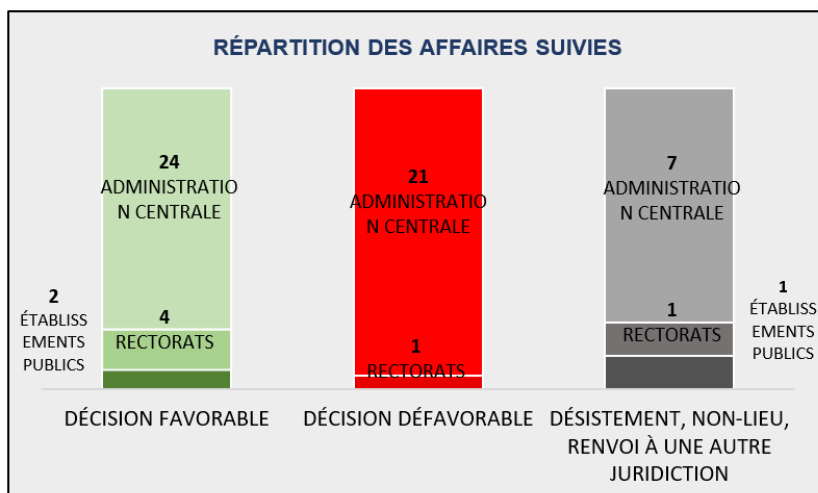 RÉPARTITION DES AFFAIRES SUIVIES
24
ADMINISTRATIO
N CENTRALE
4
RECTORATS
2
ÉTABLISS
EMENTS
PUBLICS
21
ADMINISTRATIO
N CENTRALE
1
RECTORATS
7
ADMINISTRATIO
N CENTRALE
1
RECTORATS
1
ÉTABLISS
EMENTS
PUBLICS
DÉCISION FAVORABLE
DÉCISION DÉFAVORABLE
DÉSISTEMENT, NON-LIEU,
RENVOI À UNE AUTRE
JURIDICTION